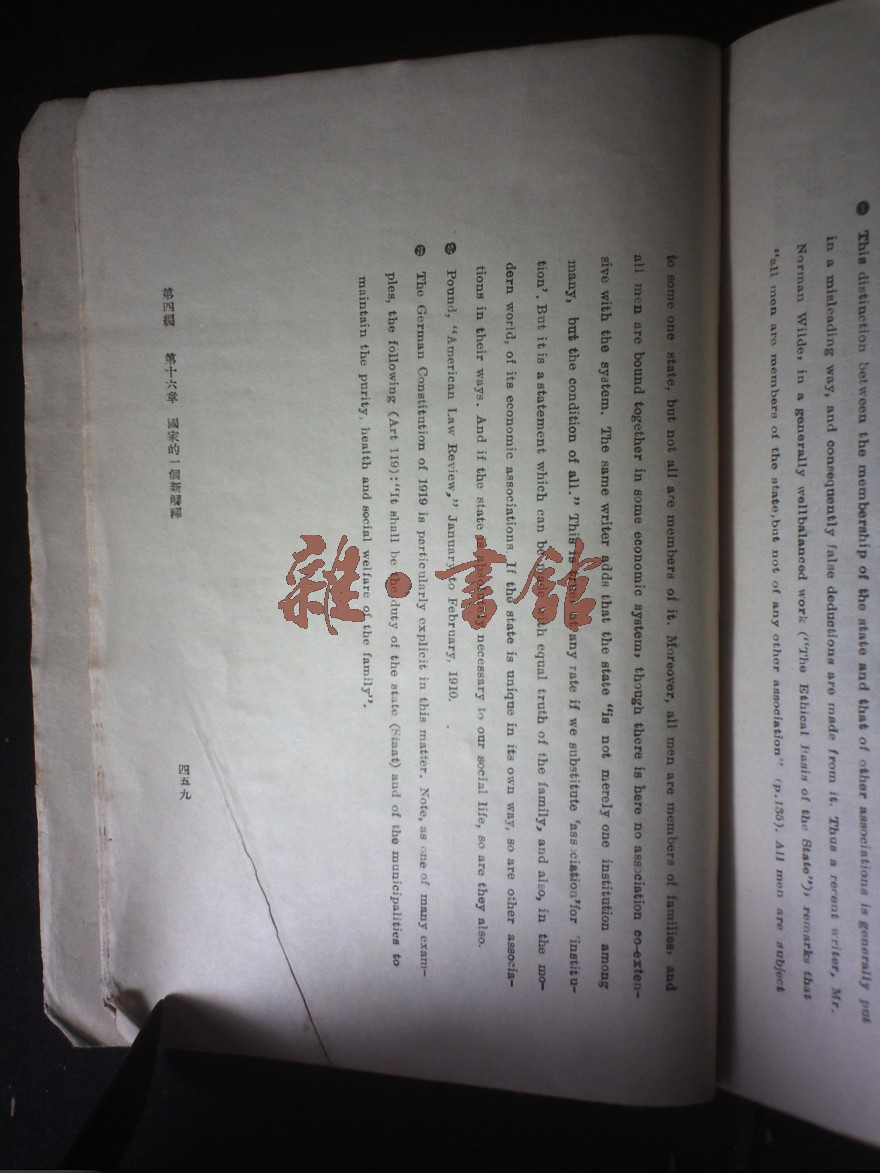 ㊀ This distinction between the membership of the state and that of other associations is generally put
in a misleading way, and consequently false deductions are made from it. Thus a recent writer, Mr.
Norman Wilde, in a generally wellbalanced work ("The Ethical Basis of the State"); remarks that
"all men are members of the state,but not of any other association" (p.135). All men are subject
to some one state, but not all are members of it. Moreover, all men are members of families, and
all men are bound together in some economic system, though there is here no association co-exten-
sive with the system. The same writer adds that the state "is not merely one institution among
many, but the condition of all." This is any rate if we substitute 'association'for 'institu-
tion'. But it is a statement which can be equal truth of the family, and also, in the mo-
dern world, of its economic associations. If the state is unique in its own way, so are other associa-
tions in their ways. And if the state necessary to our social life, so are they also.
Pound, "American Law Review," January to February, 1910.
The German Constitution of 1919 is particularly explicit in this matter. Note, as one of many exam-
ples, the following (Art 119):"It shall be the duty of the state (Staat) and of the municipalities to
maintain the purity, health and social welfare of the family".
第四編 第十六章 國家的一個新解釋
四五九
雜·書館